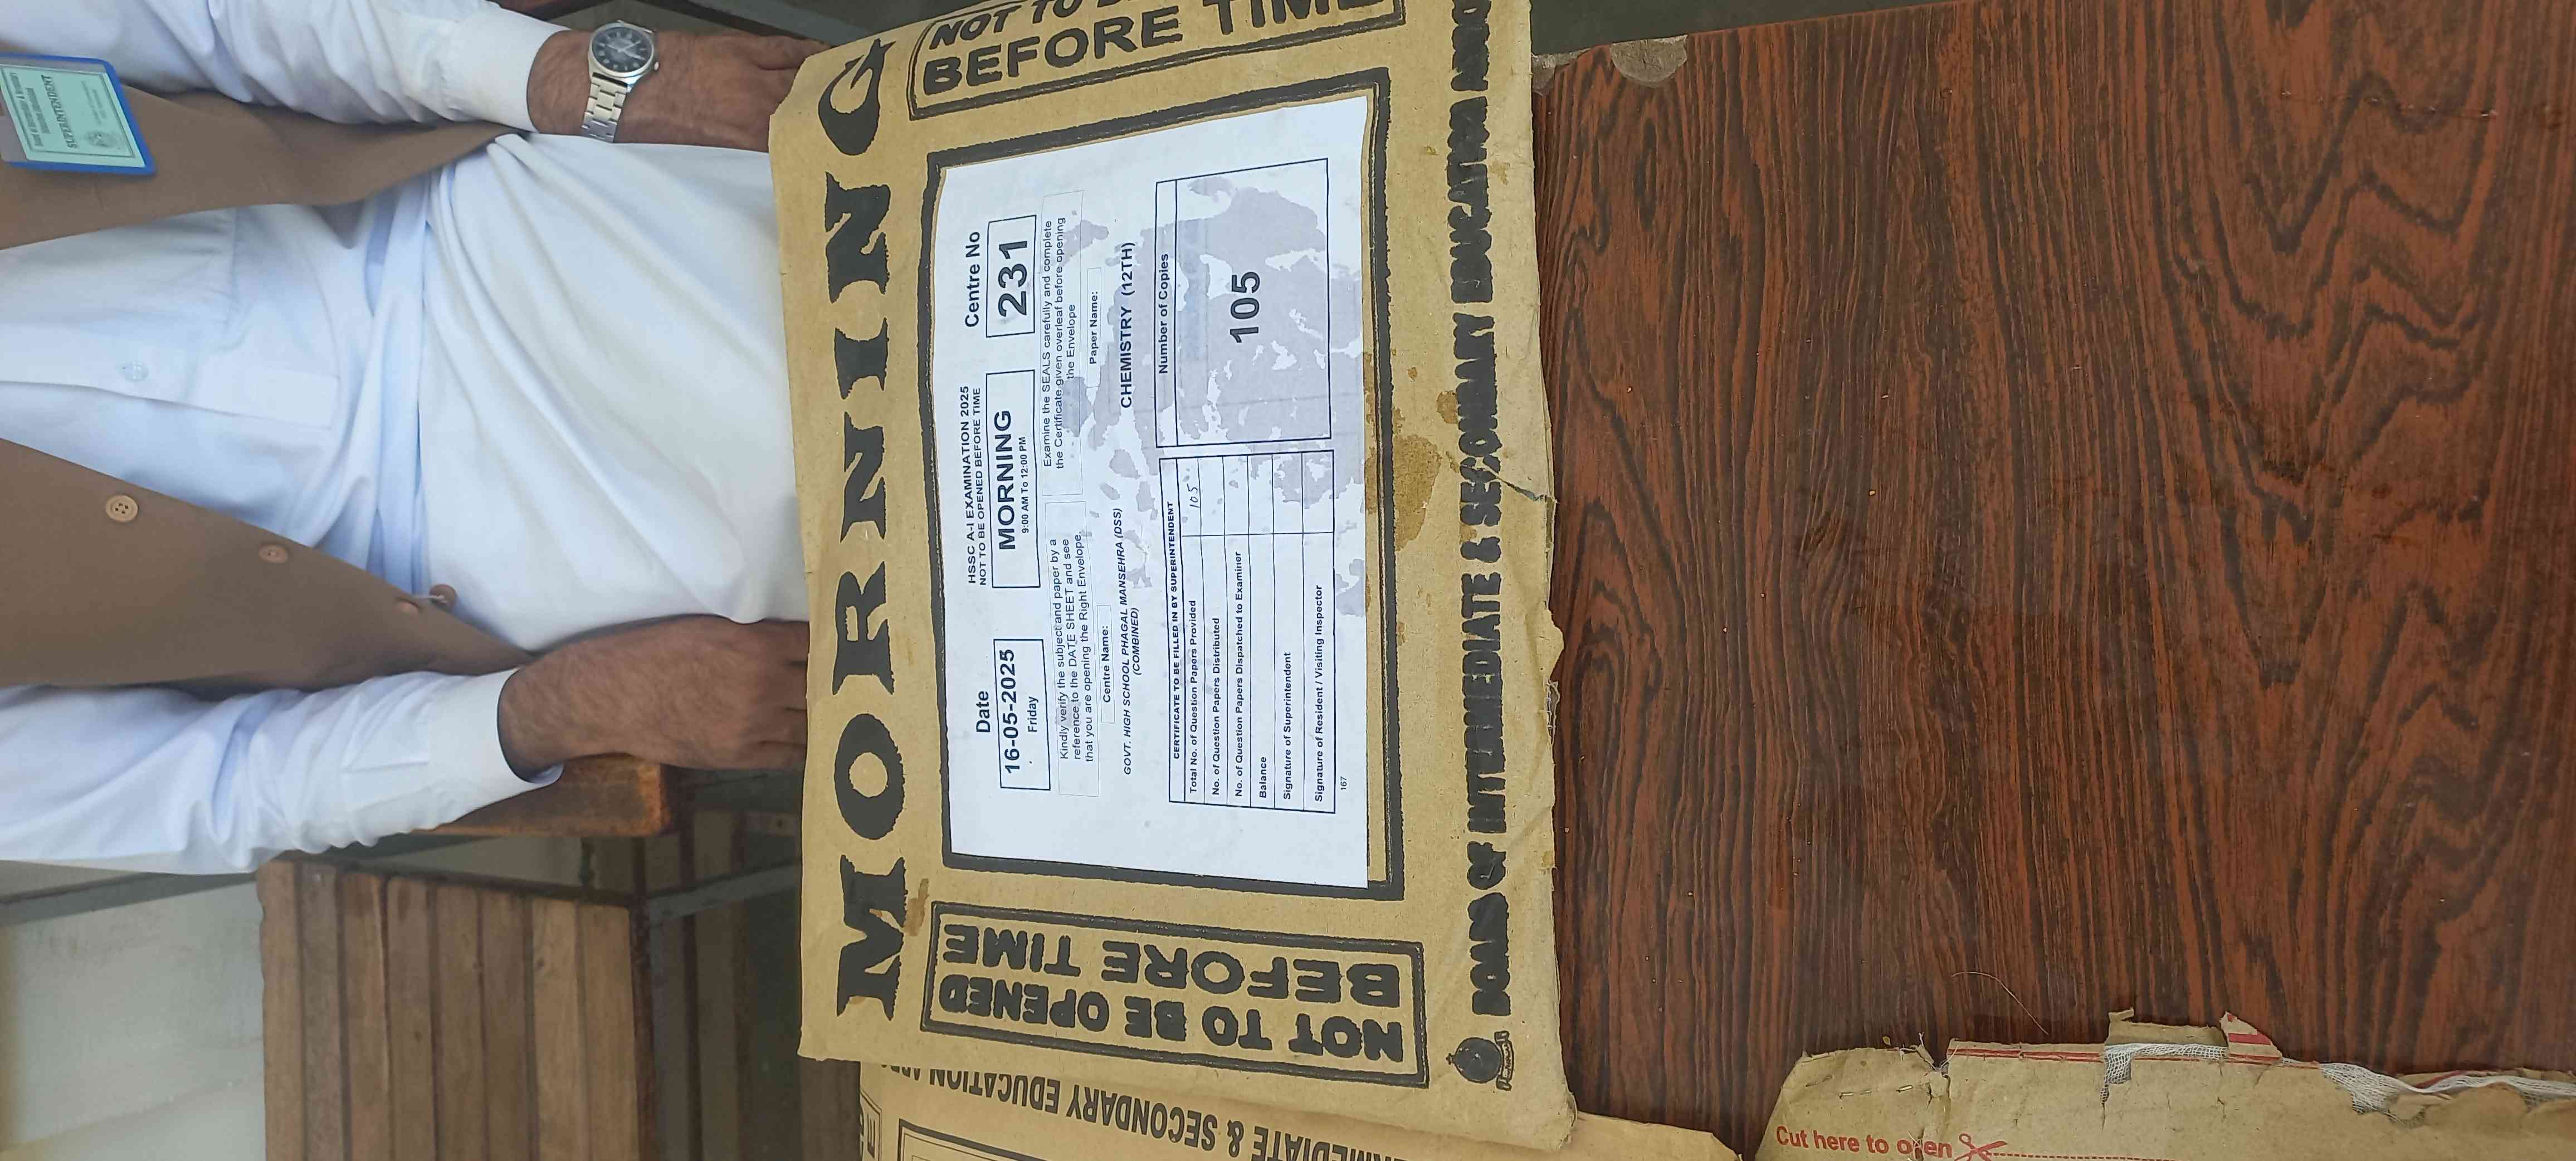 MORNING
NOT TO BE OPENED
BEFORE TIME
NOT TO
BEFORE TIME
Date
16-05-2025
Friday
HSSC A-I EXAMINATION 2025
NOT TO BE OPENED BEFORE TIME
MORNING
9:00 AM To 12:00 PM
Centre No
231
Kindly verify the subject and paper by a
reference to the DATE SHEET and see
that you are opening the Right Envelope.
Examine the SEALS carefully and complete
the Certificate given overleaf before opening
the Envelope
Centre Name:
GOVT. HIGH SCHOOL PHAGAL MANSEHRA (DSS)
(COMBINED)
Paper Name:
CHEMISTRY (12TH)
CERTIFICATE TO BE FILLED IN BY SUPERINTENDENT
Total No. of Question Papers Provided 105
No. of Question Papers Distributed
No. of Question Papers Dispatched to Examiner
Balance
Signature of Superintendent
Signature of Resident / Visiting Inspector
Number of Copies
105
167
BOARD OF INTERMEDIATE & SECONDARY EDUCATION
SUPERINTENDENT
& SECONDARY EDUCATION
Cut here to open